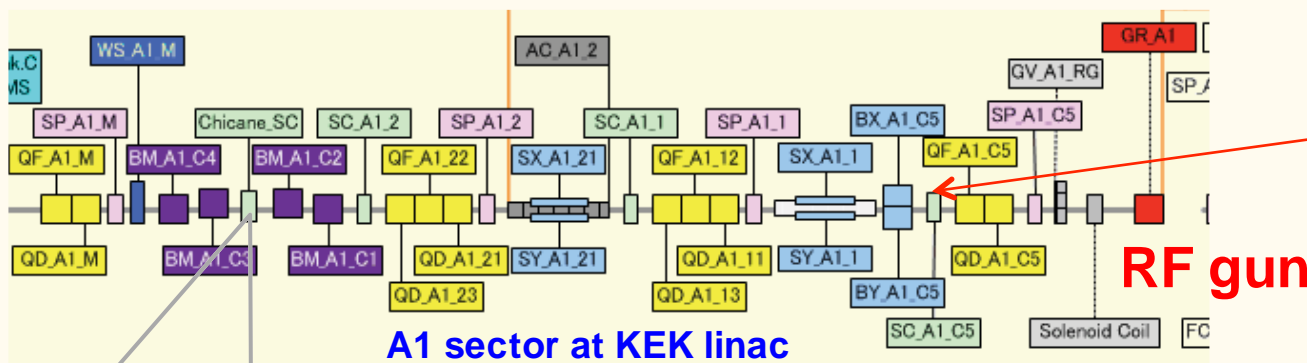 GR_A1
WS_A1_M
AC_A1_2
nk.C
MS
GV_A1_RG
SP_A
SP_A1_M
Chicane_SC
SC_A1_2
SP_A1_2
SC_A1_1
SP_A1_1
BX_A1_C5
SP_A1_C5
QF_A1_M
BM_A1_C4
BM_A1_C2
QF_A1_22
SX_A1_21
QF_A1_12
SX_A1_1
QF_A1_C5
QD_A1_M
BM_A1_C3
BM_A1_C1
QD_A1_21
SY_A1_21
QD_A1_11
SY_A1_1
QD_A1_C5
RF gun
QD_A1_23
QD_A1_13
BY_A1_C5
SC_A1_C5
Solenoid Coil
FC
A1 sector at KEK linac